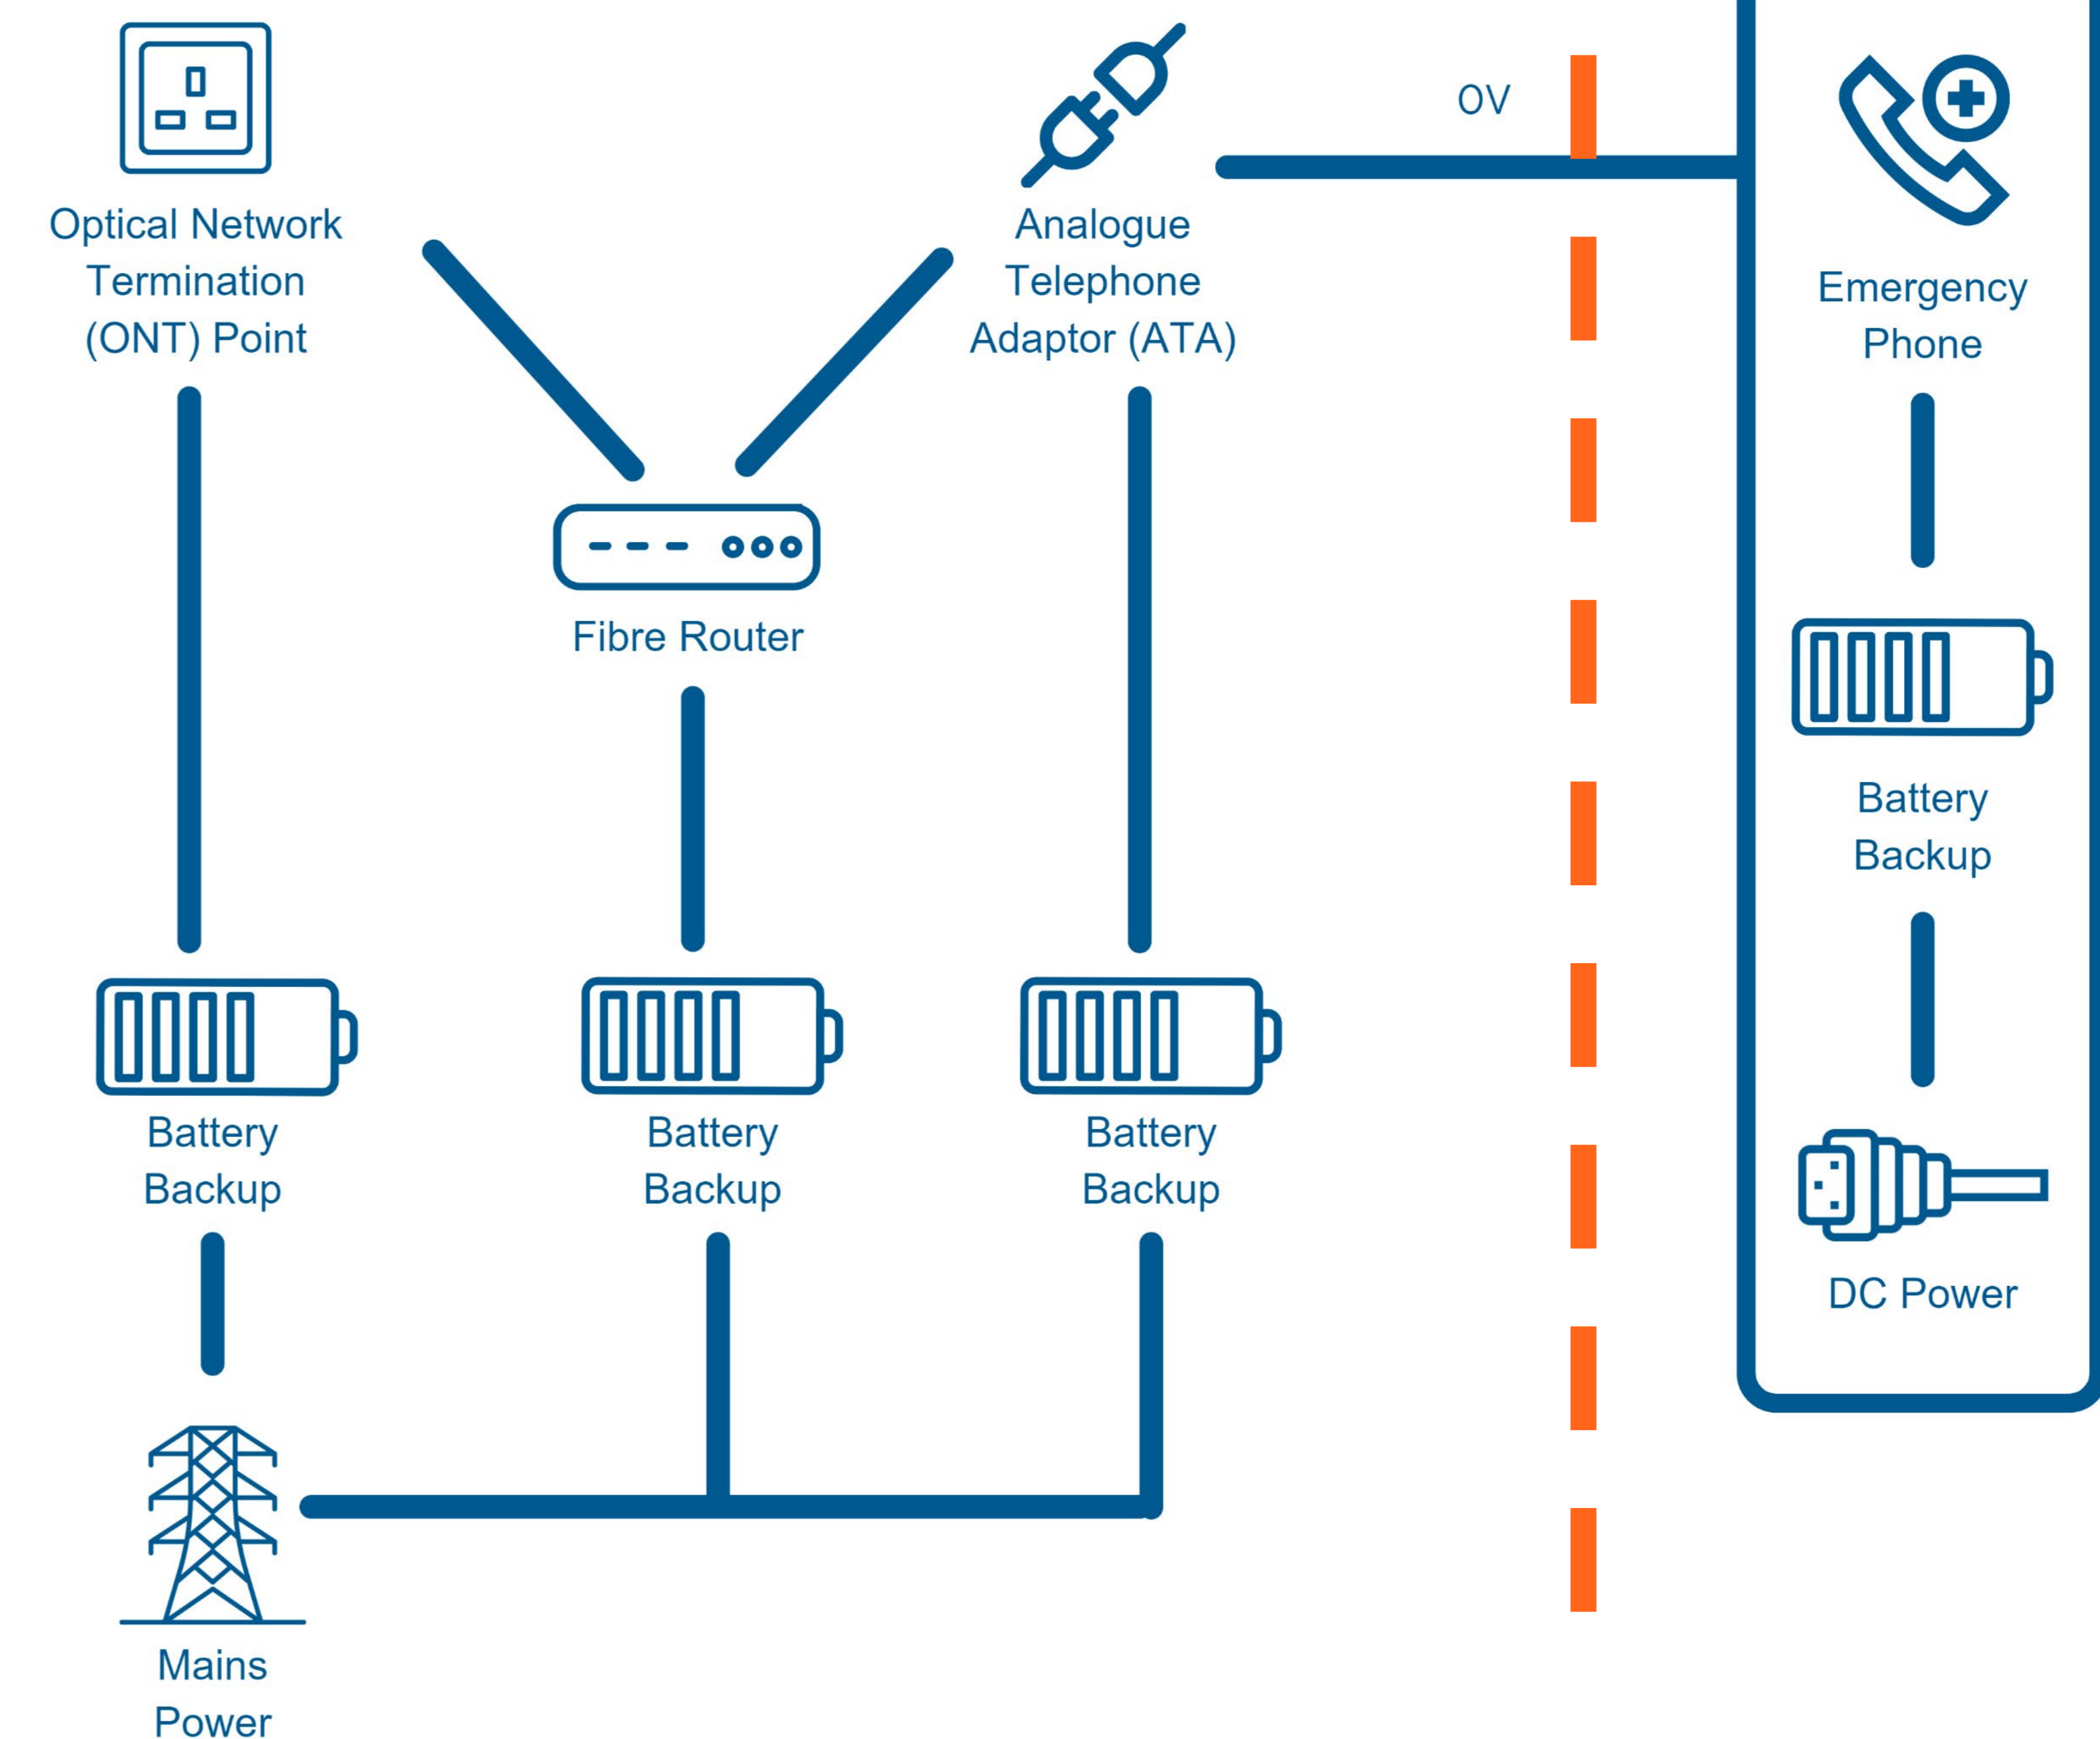 Optical Network
Termination
(ONT) Point
Analogue
Telephone
Adaptor (ATA)
0V
Emergency
Phone
Fibre Router
Battery
Backup
Battery
Backup
Battery
Backup
Battery
Backup
DC Power
Mains
Power